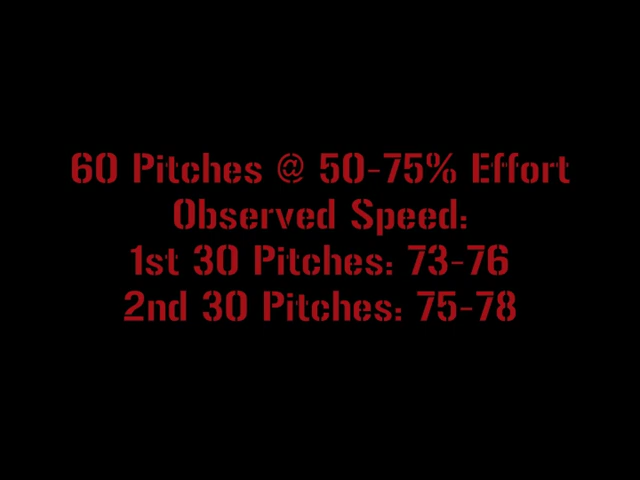 60 Pitches @ 50-75% Effort
Observed Speed:
1st 30 Pitches: 73-76
2nd 30 Pitches: 75-78